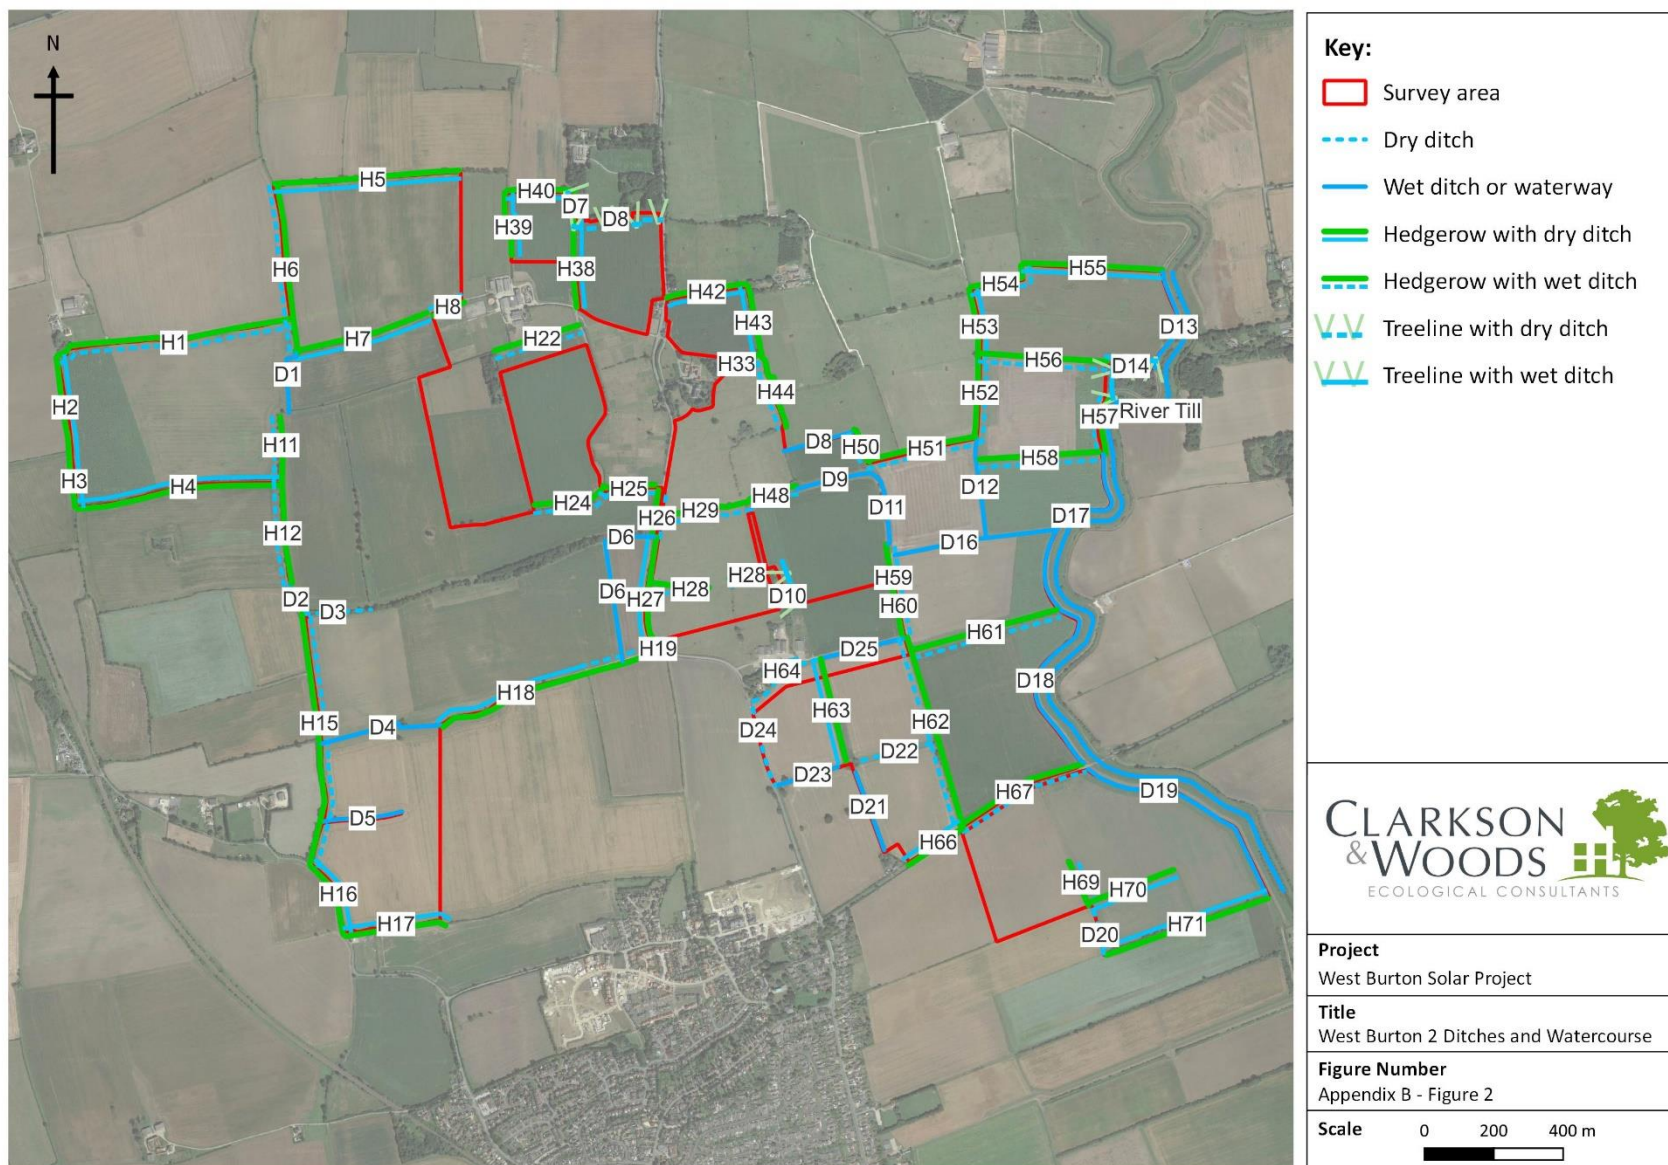 N
H5
H40
D7
D8
H39
H6
H38
H42
H8
H43
H1
H7
H22
D1
H33
H2
H44
H11
D8
H50
H51
H3
H4
H25
H48
D9
H24
H26
H29
D11
H12
D6
H28
D10
H28
D6
H27
D2
D3
H19
H59
H60
D16
D12
D17
H54
H55
H53
D13
H56
D14
H52
H57
River Till
H58
H61
D25
H64
H18
H15
D4
D24
H63
H62
D18
D22
D23
D21
D5
H67
D19
H66
H16
H17
H69
H70
D20
H71
Key:
Survey area
Dry ditch
Wet ditch or waterway
Hedgerow with dry ditch
Hedgerow with wet ditch
Treeline with dry ditch
Treeline with wet ditch
CLARKSON
& WOODS
ECOLOGICAL CONSULTANTS
Project
West Burton Solar Project
Title
West Burton 2 Ditches and Watercourse
Figure Number
Appendix B - Figure 2
Scale 0 200 400 m